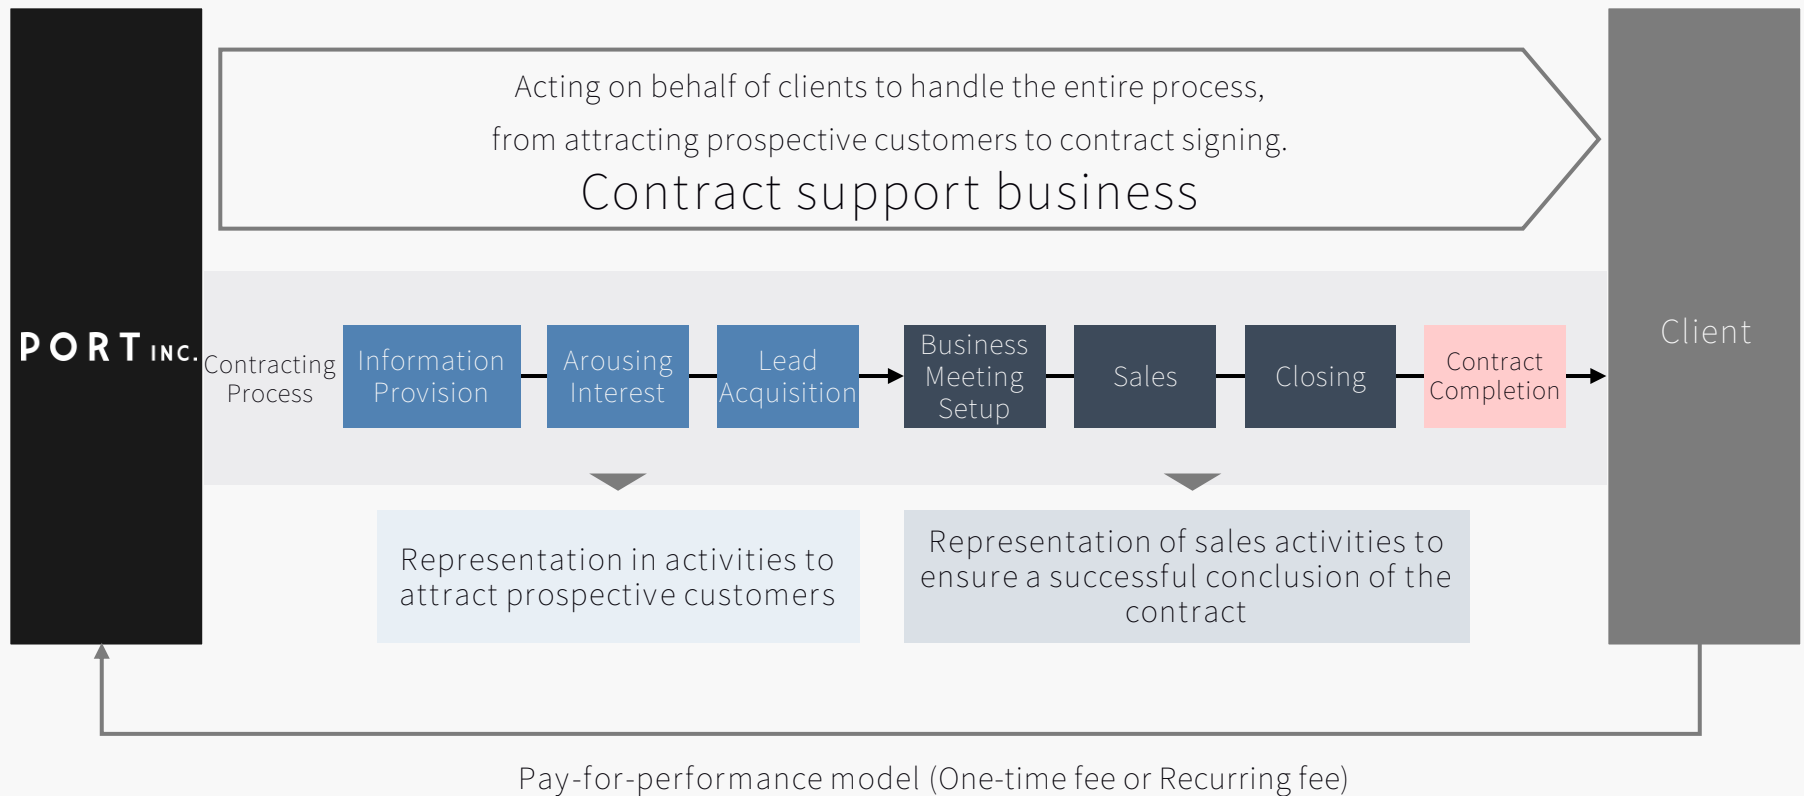 Acting on behalf of clients to handle the entire process,
from attracting prospective customers to contract signing.
Contract support business
PORT INC.
Contracting
Process
Information
Provision
Arousing
Interest
Lead
Acquisition
Business
Meeting
Setup
Sales
Closing
Contract
Completion
Client
Representation in activities to
attract prospective customers
Representation of sales activities to
ensure a successful conclusion of the
contract
Pay-for-performance model (One-time fee or Recurring fee)